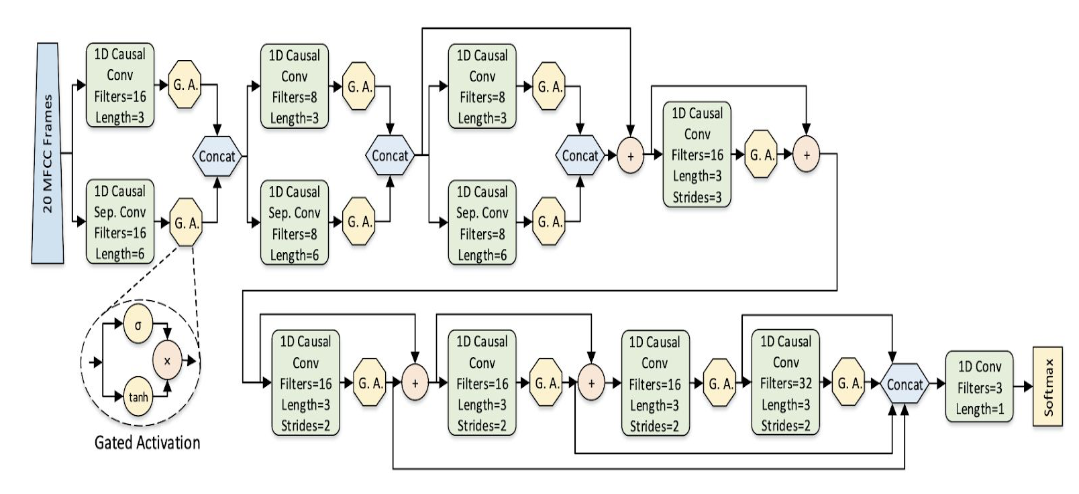 20 MFCC Frames
1D Causal
Conv
Filters=16
Length=3
G. A.
1D Causal
Sep. Conv
Filters=16
Length=6
G. A.
Concat
1D Causal
Conv
Filters=8
Length=3
G. A.
1D Causal
Sep. Conv
Filters=8
Length=6
G. A.
Concat
1D Causal
Conv
Filters=8
Length=3
G. A.
1D Causal
Sep. Conv
Filters=8
Length=6
G. A.
Concat
+
1D Causal
Conv
Filters=16
Length=3
Strides=3
G. A.
+
σ
tanh
×
Gated Activation
1D Causal
Conv
Filters=16
Length=3
Strides=2
G. A.
+
1D Causal
Conv
Filters=16
Length=3
Strides=2
G. A.
+
1D Causal
Conv
Filters=16
Length=3
Strides=2
G. A.
1D Causal
Conv
Filters=32
Length=3
Strides=2
G. A.
Concat
1D Conv
Filters=3
Length=1
Softmax